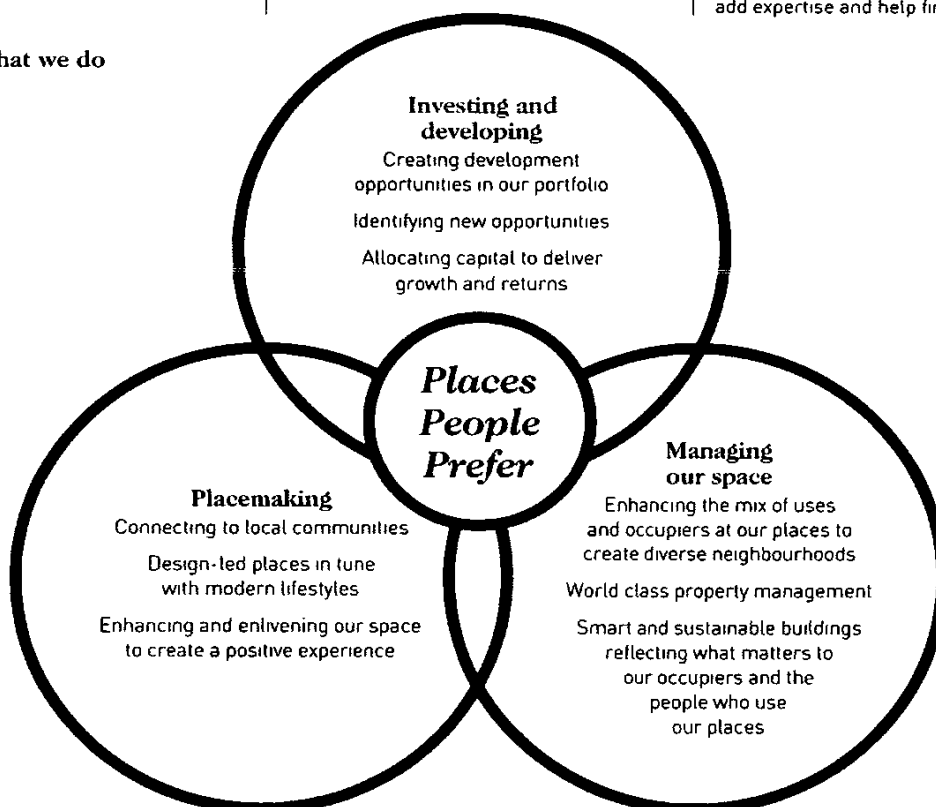 add expertise and help
what we do
Investing and
developing
Creating development
opportunities in our portfolio
Identifying new opportunities
Allocating capital to deliver
growth and returns
Places
People
Prefer
Placemaking
Connecting to local communities
Design-led places in tune
with modern lifestyles
Enhancing and enlivening our space
to create a positive experience
Managing
our space
Enhancing the mix of uses
and occupiers at our places to
create diverse neighbourhoods
World class property management
Smart and sustainable buildings
reflecting what matters to
our occupiers and the
people who use
our places